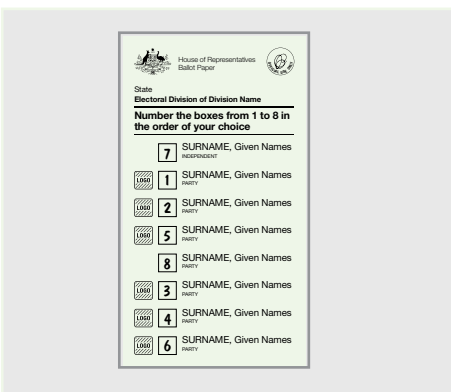 House of Representatives
Ballot Paper
State
Electoral Division of Division Name
Number the boxes from 1 to 8 in
the order of your choice
7 SURNAME, Given Names
INDEPENDENT
LOGO 1 SURNAME, Given Names
PARTY
LOGO 2 SURNAME, Given Names
PARTY
LOGO 5 SURNAME, Given Names
PARTY
8 SURNAME, Given Names
PARTY
LOGO 3 SURNAME, Given Names
PARTY
LOGO 4 SURNAME, Given Names
PARTY
LOGO 6 SURNAME, Given Names
PARTY